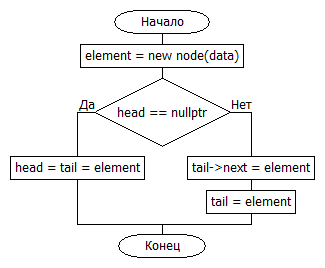 Начало
element = new node(data)
Да
Нет
head == nullptr
head = tail = element
tail->next = element
tail = element
Конец